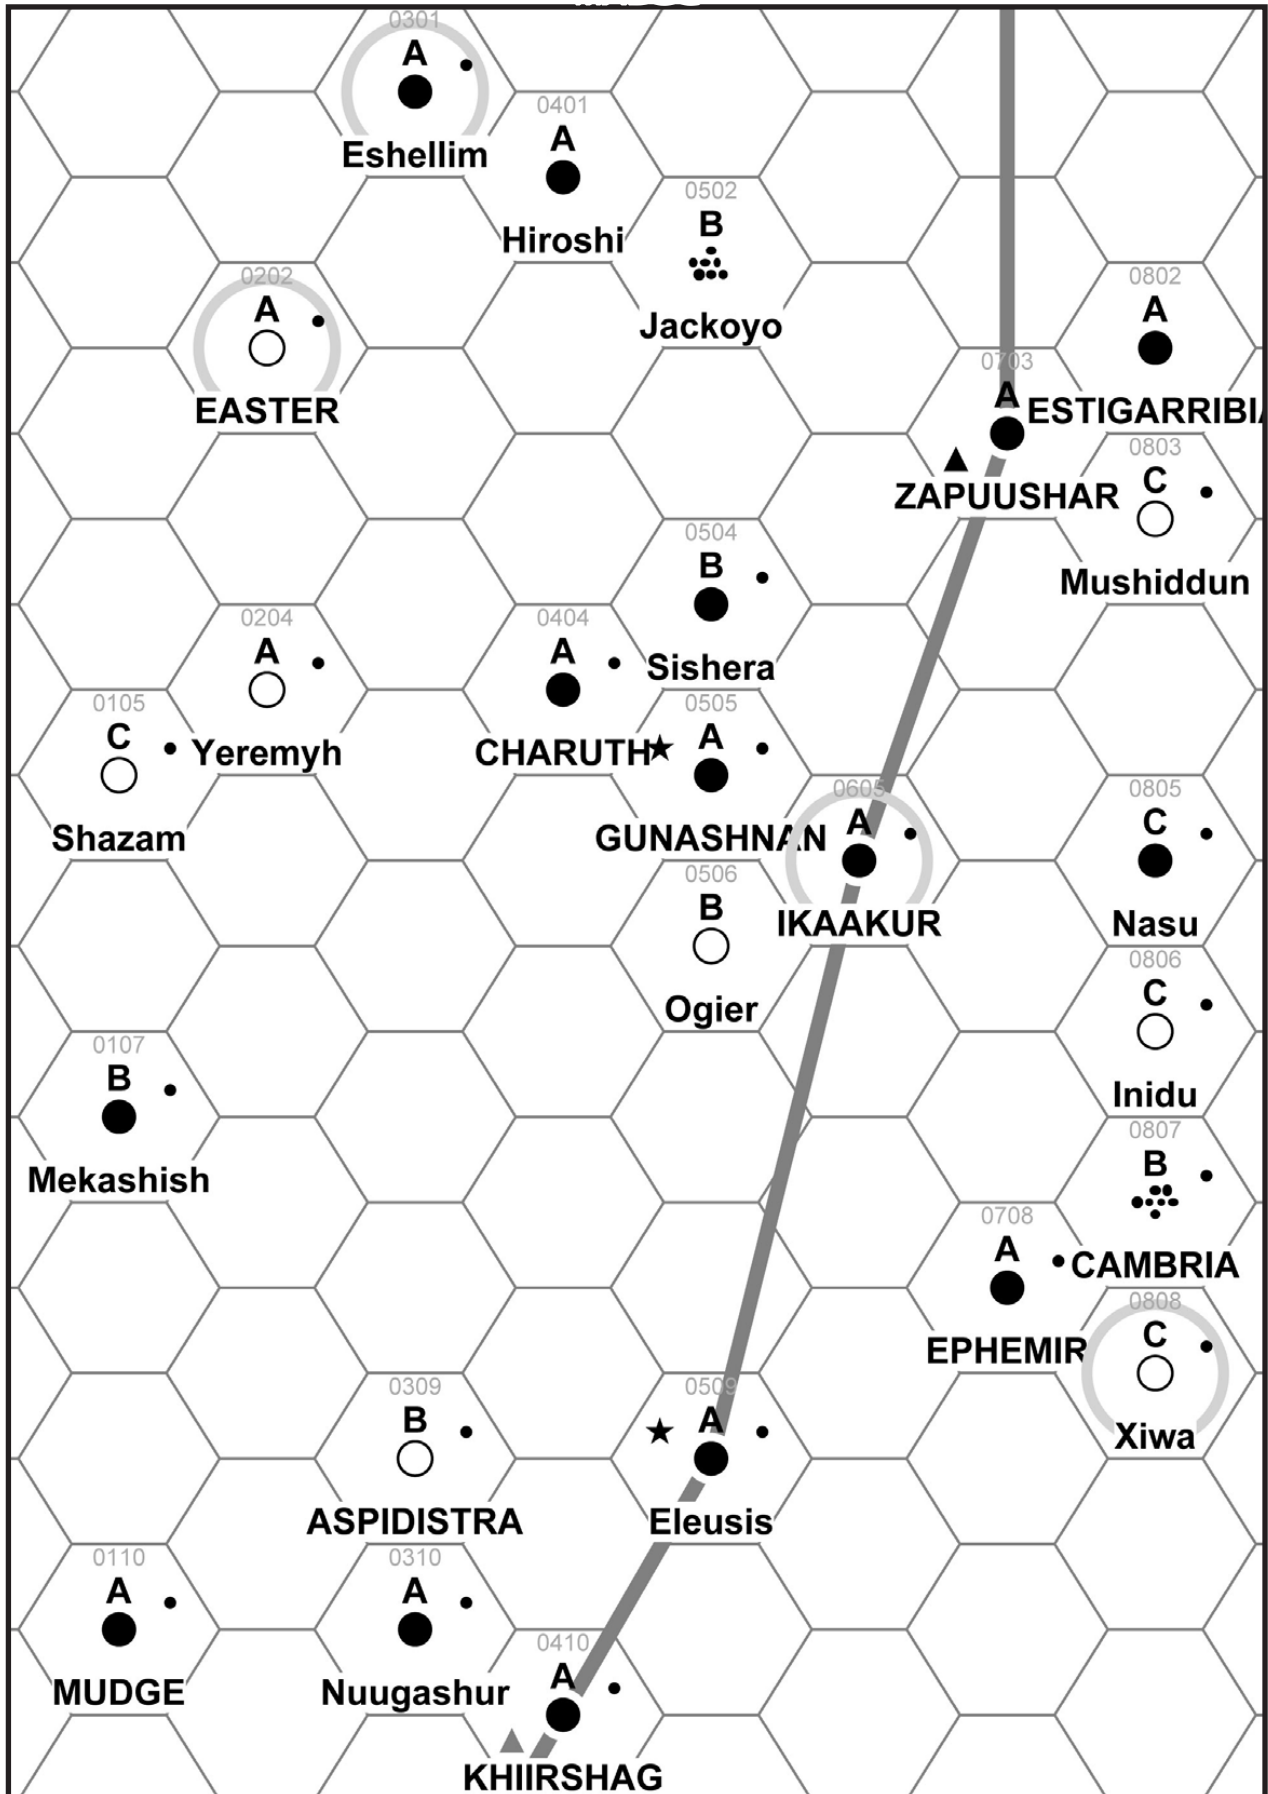 0301
A
Eshellim
0401
A
Hiroshi
0502
B
Jackoyo
0202
A
EASTER
0802
A
ESTIGARRIBIA
0703
A
ZAPUUSHAR
0803
C
Mushiddun
0504
B
Sishera
0204
A
Yeremyh
0404
A
CHARUTH
0105
C
Shazam
0505
A
GUNASHNAN
0605
A
IKAAKUR
0805
C
Nasu
0506
B
Ogier
0806
C
Inidu
0107
B
Mekashish
0807
B
CAMBRIA
0708
A
EPHEMIR
0808
C
Xiwa
0309
B
ASPIDISTRA
0509
A
Eleusis
0110
A
MUDGE
0310
A
Nuugashur
0410
A
KHIIRSHAG